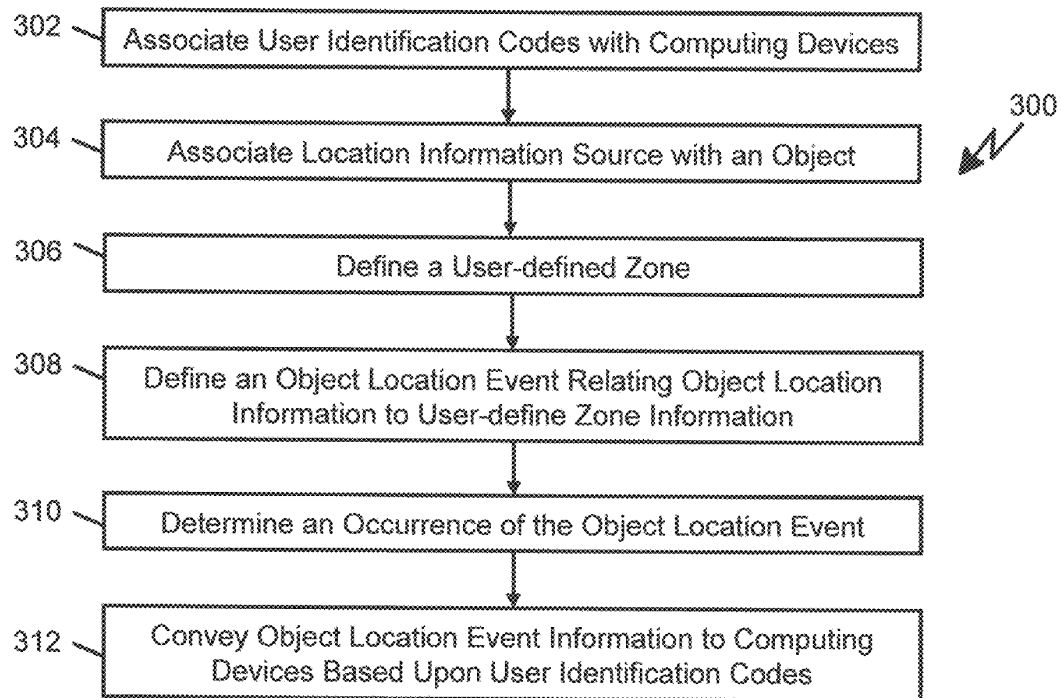 302
Associate User Identification Codes with Computing Devices
300
304
Associate Location Information Source with an Object
306
Define a User-defined Zone
308
Define an Object Location Event Relating Object Location
Information to User-define Zone Information
310
Determine an Occurrence of the Object Location Event
312
Convey Object Location Event Information to Computing
Devices Based Upon User Identification Codes